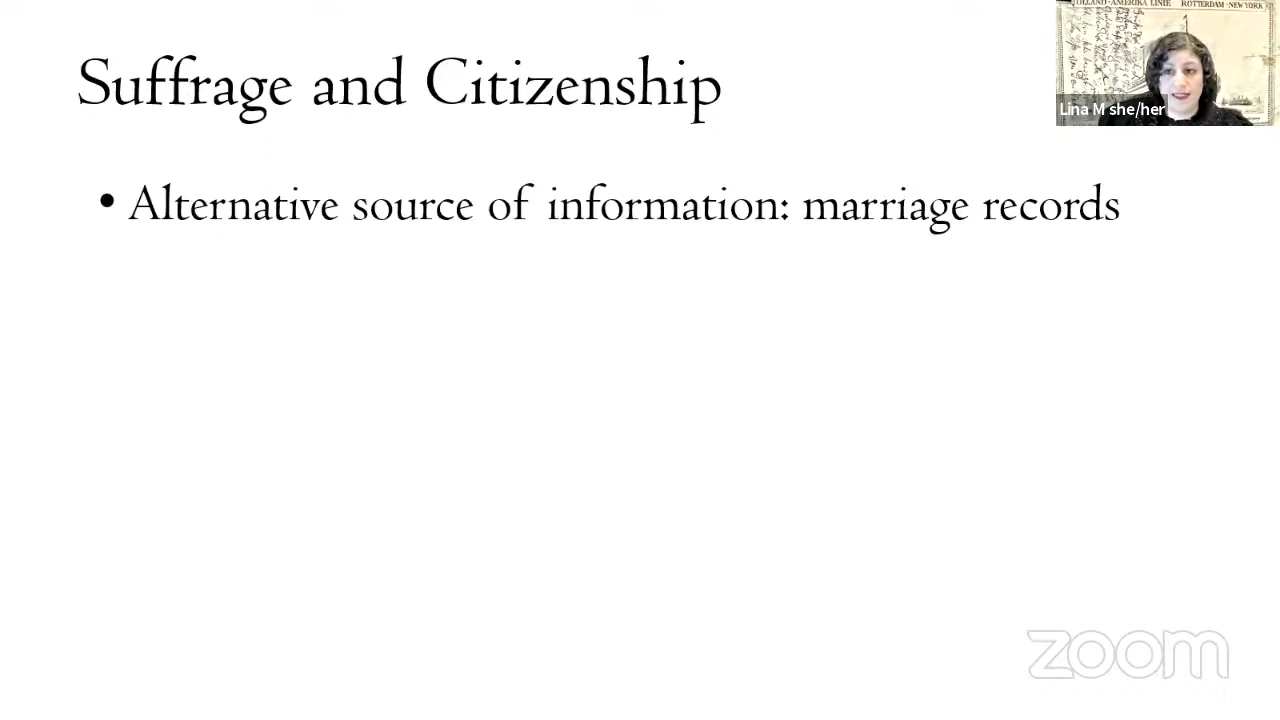 HOLLAND-AMERIKA LINIE ROTTERDAM-NEW YORK
Lina M she/her
Suffrage and Citizenship
• Alternative source of information: marriage records
zoom